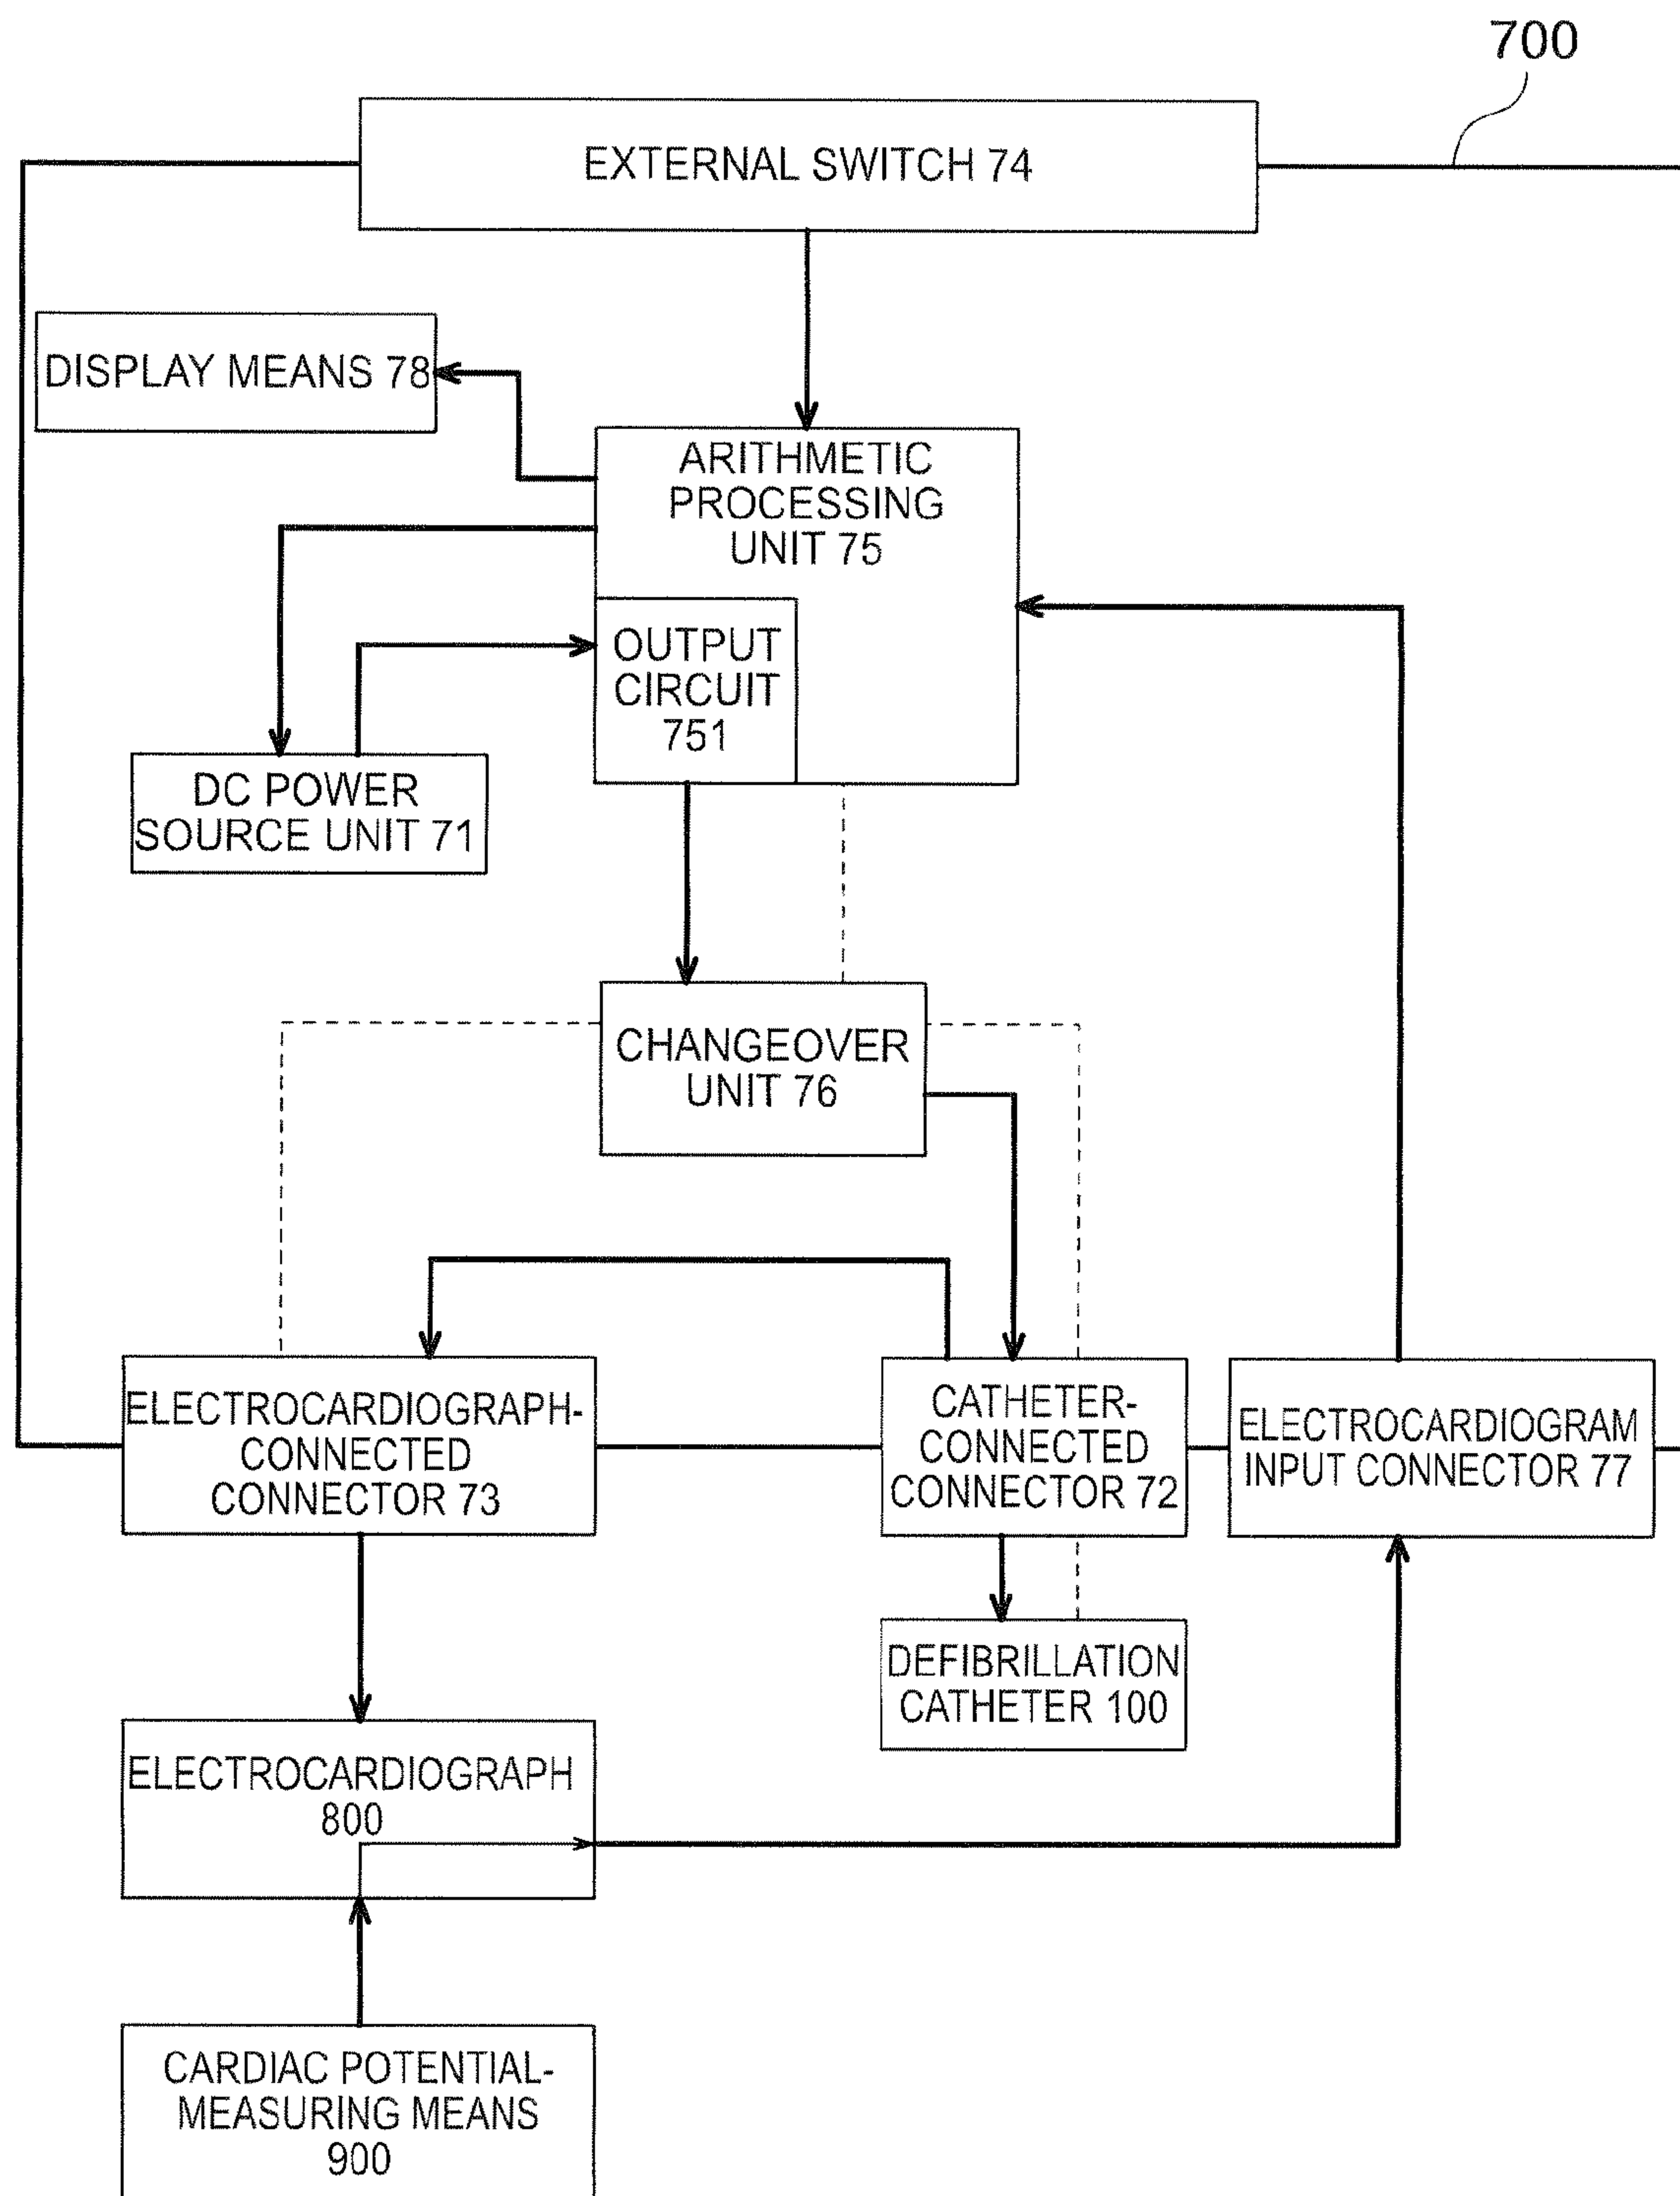 700
EXTERNAL SWITCH 74
DISPLAY MEANS 78
ARITHMETIC
PROCESSING
UNIT 75
OUTPUT
CIRCUIT
751
DC POWER
SOURCE UNIT 71
CHANGEOVER
UNIT 76
ELECTROCARDIOGRAPH-
CONNECTED
CONNECTOR 73
CATHETER-
CONNECTED
CONNECTOR 72
ELECTROCARDIOGRAM
INPUT CONNECTOR 77
DEFIBRILLATION
CATHETER 100
ELECTROCARDIOGRAPH
800
CARDIAC POTENTIAL-
MEASURING MEANS
900